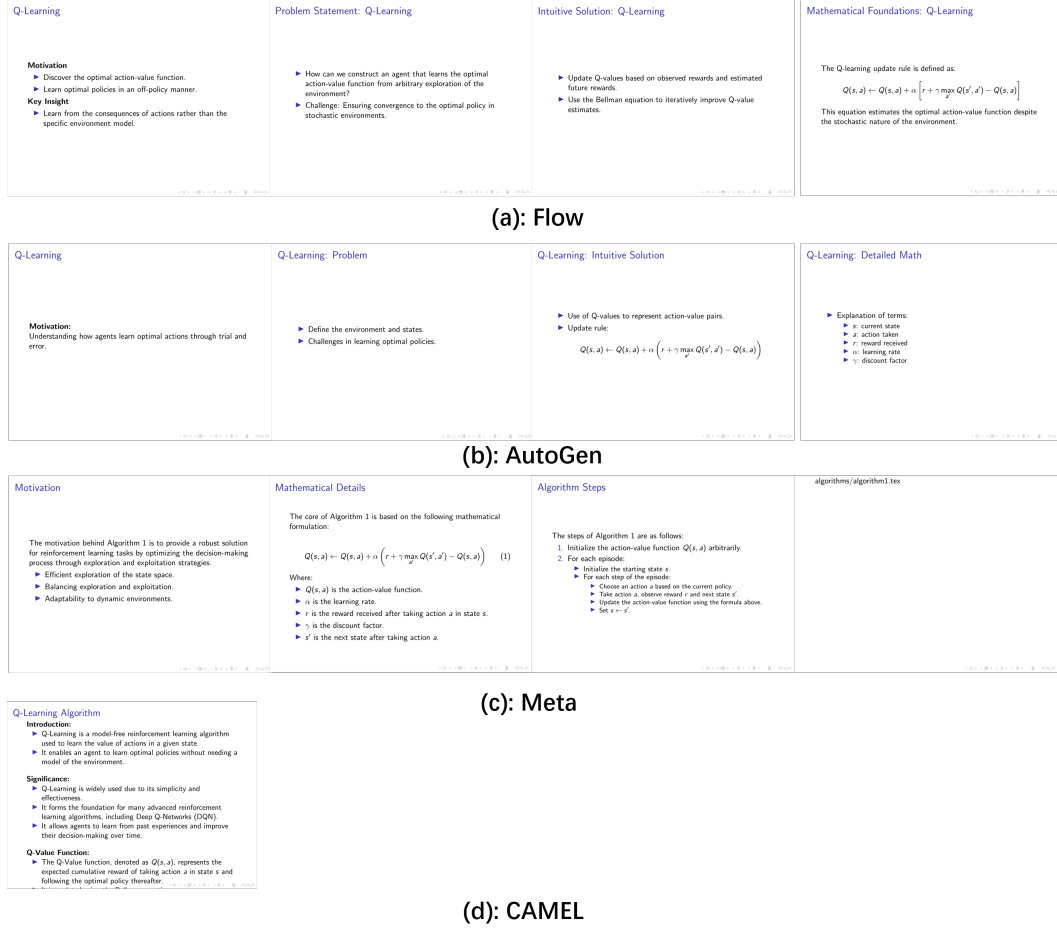 Q-Learning
Motivation
▶ Discover the optimal action-value function.
▶ Learn optimal policies in an off-policy manner.
Key Insight
▶ Learn from the consequences of actions rather than the
specific environment model.
Problem Statement: Q-Learning
▶ How can we construct an agent that learns the optimal
action-value function from arbitrary exploration of the
environment?
▶ Challenge: Ensuring convergence to the optimal policy in
stochastic environments.
Intuitive Solution: Q-Learning
▶ Update Q-values based on observed rewards and estimated
future rewards.
▶ Use the Bellman equation to iteratively improve Q-value
estimates.
Mathematical Foundations: Q-Learning
The Q-learning update rule is defined as:
Q(s, a) ← Q(s, a) + α [r + γ max_a′ Q(s′, a′) − Q(s, a)]
This equation estimates the optimal action-value function despite
the stochastic nature of the environment.
(a): Flow
Q-Learning
Motivation:
Understanding how agents learn optimal actions through trial and
error.
Q-Learning: Problem
▶ Define the environment and states.
▶ Challenges in learning optimal policies.
Q-Learning: Intuitive Solution
▶ Use of Q-values to represent action-value pairs.
▶ Update rule:
Q(s, a) ← Q(s, a) + α (r + γ max_a′ Q(s′, a′) − Q(s, a))
Q-Learning: Detailed Math
▶ Explanation of terms:
▶ s: current state
▶ a: action taken
▶ r: reward received
▶ α: learning rate
▶ γ: discount factor
(b): AutoGen
Motivation
The motivation behind Algorithm 1 is to provide a robust solution
for reinforcement learning tasks by optimizing the decision-making
process through exploration and exploitation strategies.
▶ Efficient exploration of the state space.
▶ Balancing exploration and exploitation.
▶ Adaptability to dynamic environments.
Mathematical Details
The core of Algorithm 1 is based on the following mathematical
formulation:
Q(s, a) ← Q(s, a) + α (r + γ max_a′ Q(s′, a′) − Q(s, a)) (1)
Where:
▶ Q(s, a) is the action-value function.
▶ α is the learning rate.
▶ r is the reward received after taking action a in state s.
▶ γ is the discount factor.
▶ s′ is the next state after taking action a.
Algorithm Steps
The steps of Algorithm 1 are as follows:
1. Initialize the action-value function Q(s, a) arbitrarily.
2. For each episode:
▶ Initialize the starting state s.
▶ For each step of the episode:
▶ Choose an action a based on the current policy.
▶ Take action a, observe reward r and next state s′.
▶ Update the action-value function using the formula above.
▶ Set s ← s′.
algorithms/algorithm1.tex
(c): Meta
Q-Learning Algorithm
Introduction:
▶ Q-Learning is a model-free reinforcement learning algorithm
used to learn the value of actions in a given state.
▶ It enables an agent to learn optimal policies without needing a
model of the environment.
Significance:
▶ Q-Learning is widely used due to its simplicity and
effectiveness.
▶ It forms the foundation for many advanced reinforcement
learning algorithms, including Deep Q-Networks (DQN).
▶ It allows agents to learn from past experiences and improve
their decision-making over time.
Q-Value Function:
▶ The Q-Value function, denoted as Q(s, a), represents the
expected cumulative reward of taking action a in state s and
following the optimal policy thereafter.
(d): CAMEL